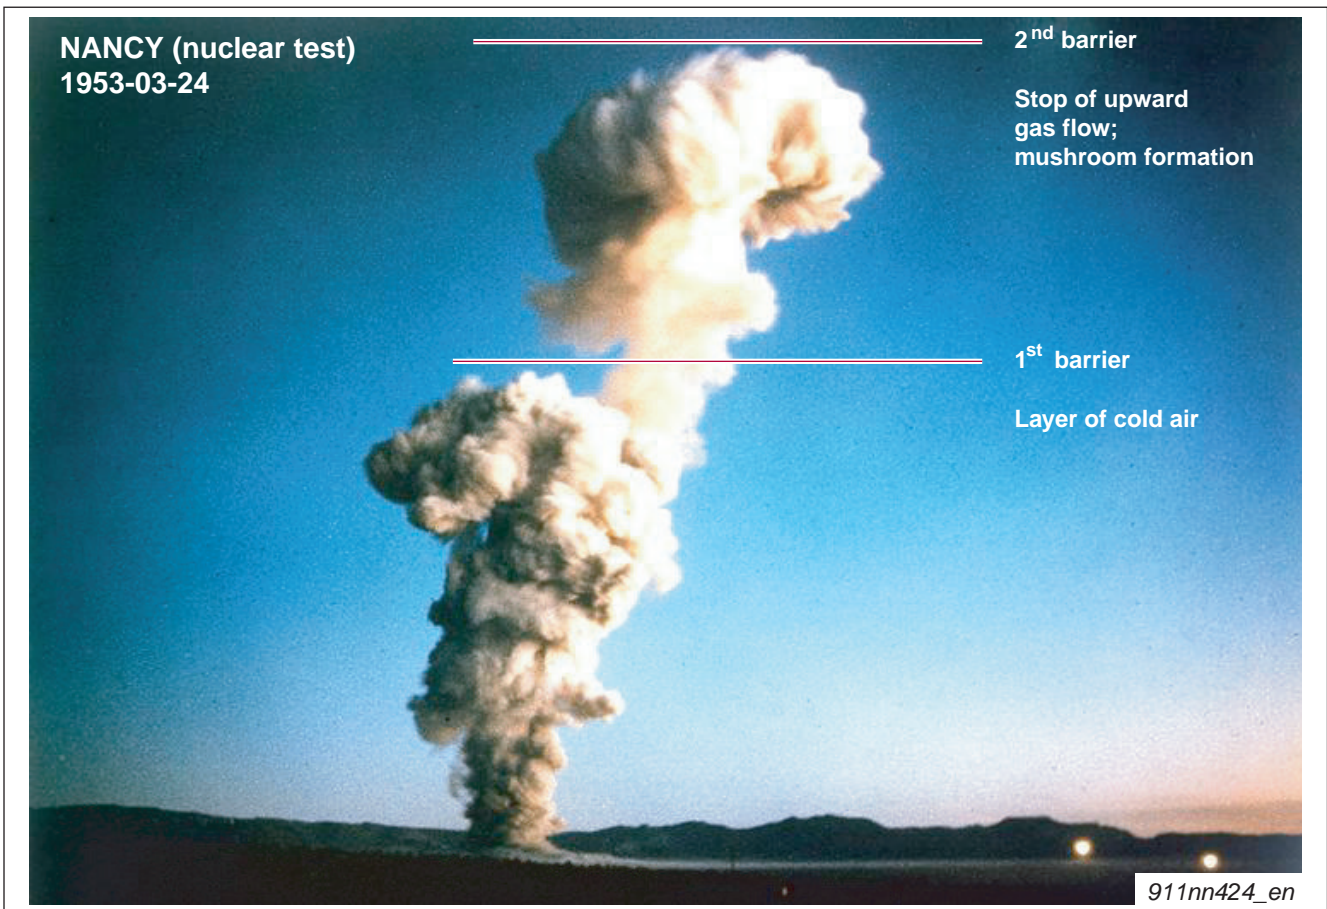 NANCY (nuclear test)
1953-03-24
2nd barrier
Stop of upward
gas flow;
mushroom formation
1st barrier
Layer of cold air
911nn424_en